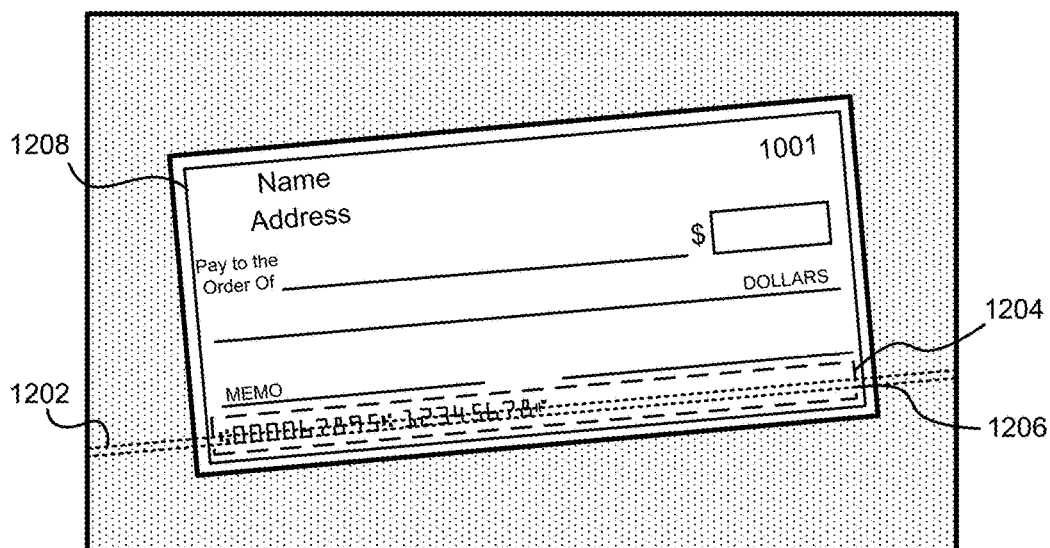 1208
1001
Name
Address
$
Pay to the
Order Of
DOLLARS
1204
MEMO
1202
1206